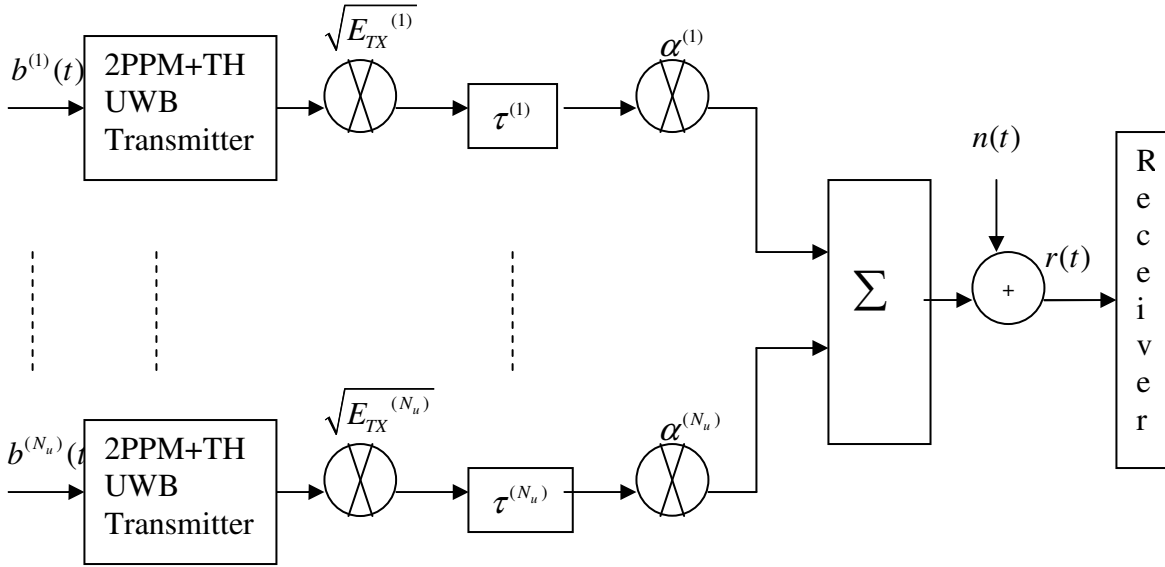 √E_TX^(1)
α^(1)
b^(1)(t)
2PPM+TH
UWB
Transmitter
τ^(1)
n(t)
R
e
c
e
i
v
e
r
Σ
r(t)
+
√E_TX^(N_u)
α^(N_u)
b^(N_u)(t
2PPM+TH
UWB
Transmitter
τ^(N_u)